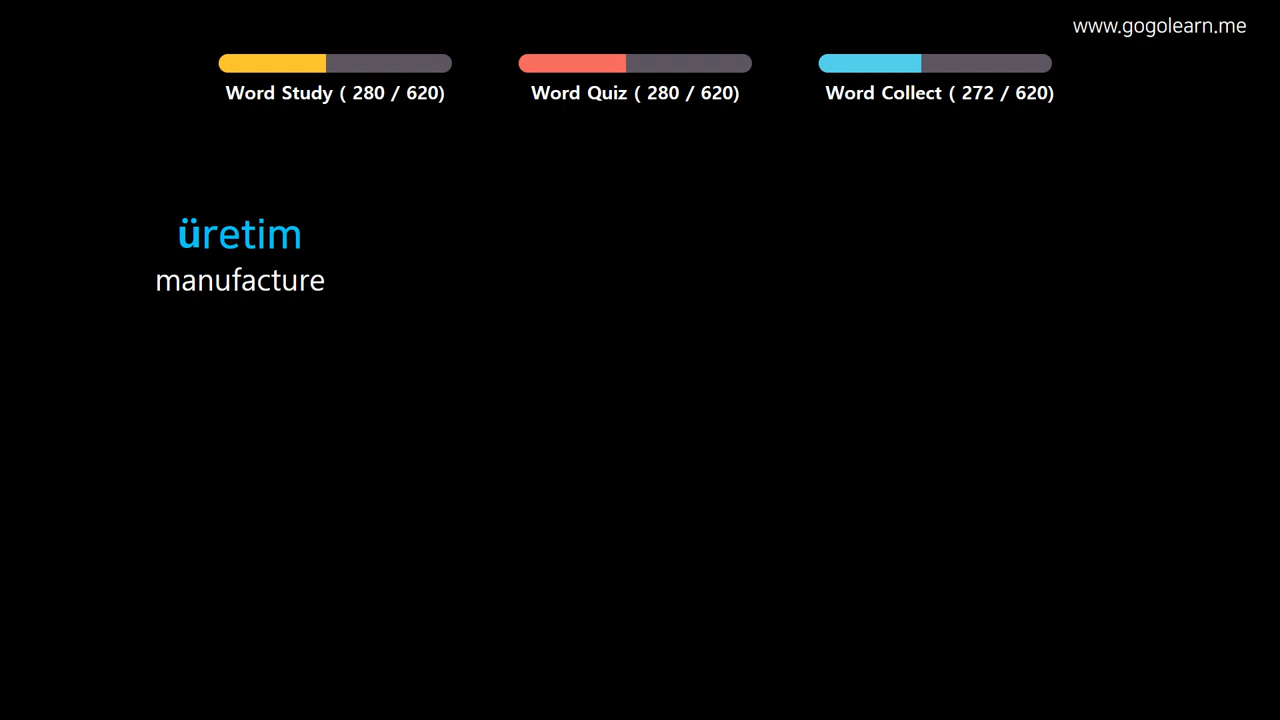 www.gogolearn.me
Word Study ( 280 / 620)
Word Quiz ( 280 / 620)
Word Collect ( 272 / 620)
üretim
manufacture